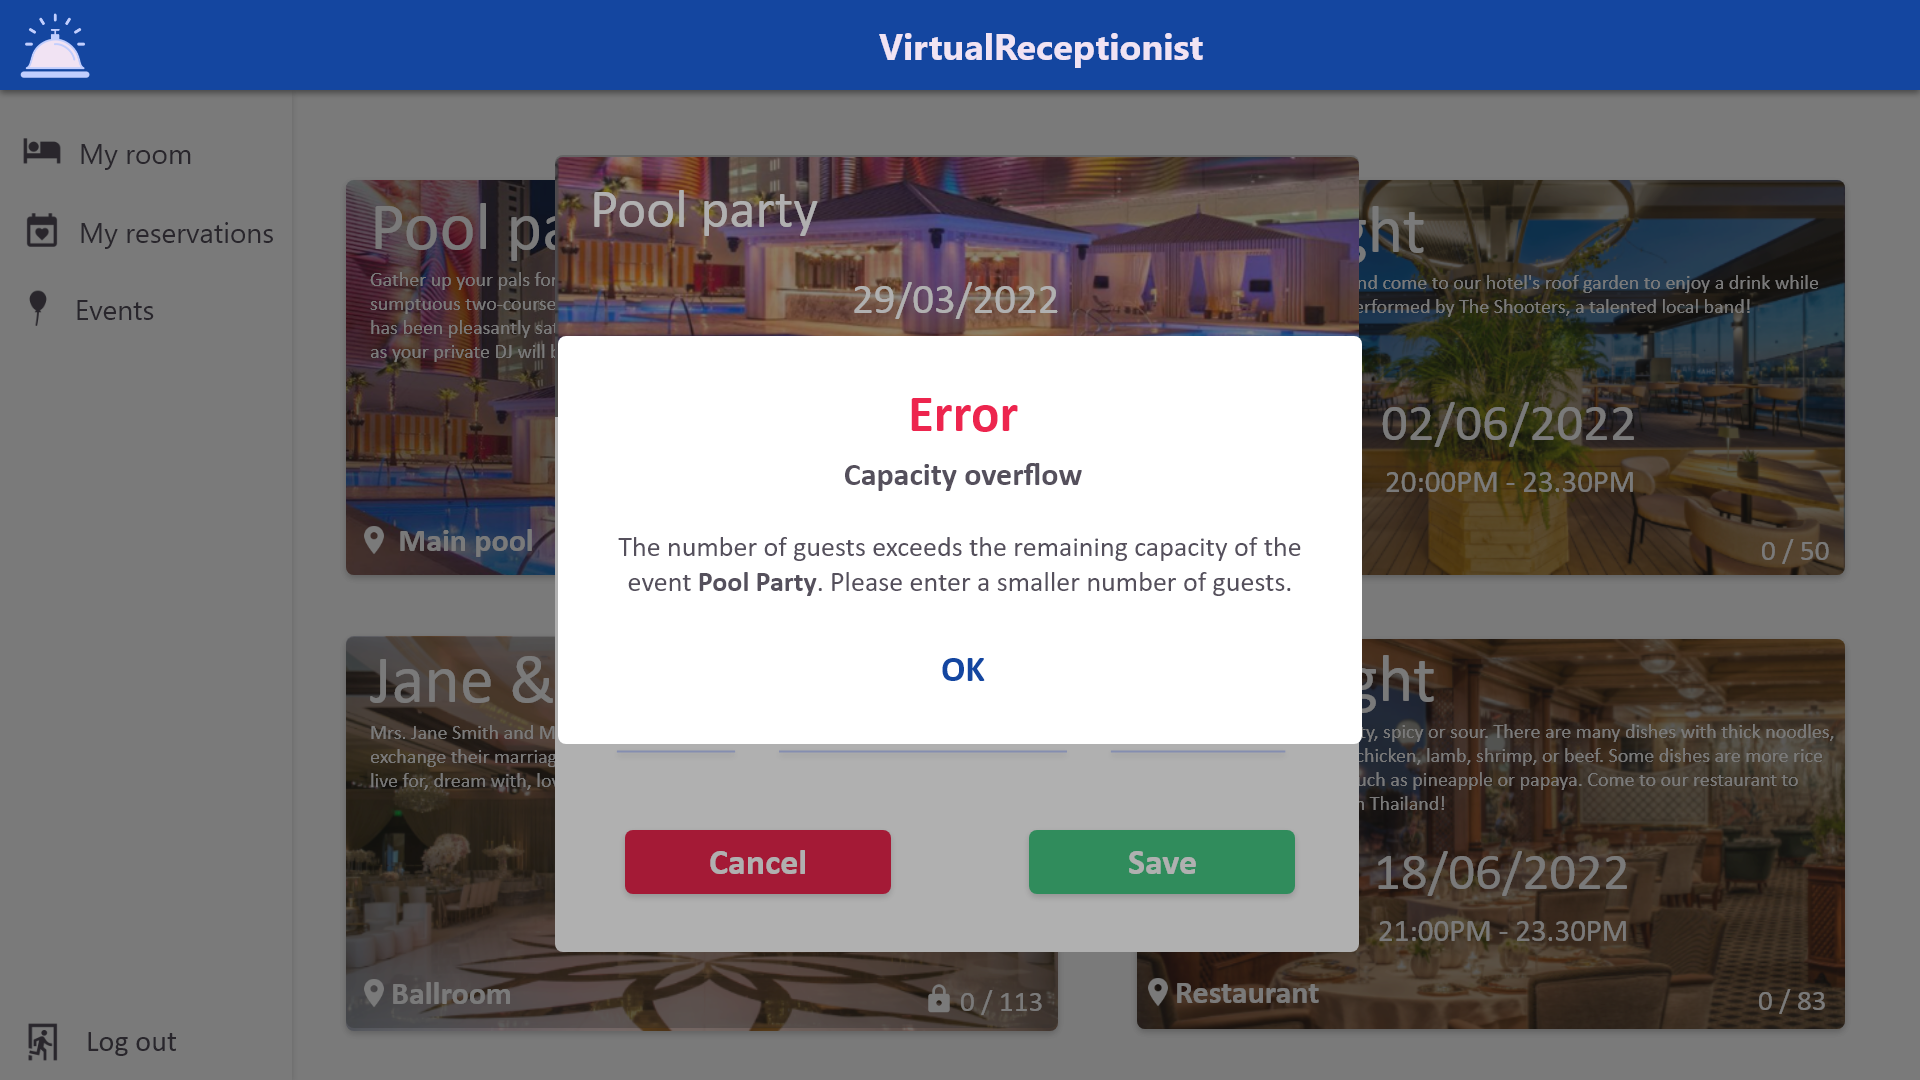 VirtualReceptionist
My room
My reservations
Events
Log out
Pool pa
Gather up your pals for
sumptuous two-course
has been pleasantly sat
as your private DJ will b
Main pool
ght
nd come to our hotel's roof garden to enjoy a drink while
erformed by The Shooters, a talented local band!
02/06/2022
20:00PM - 23.30PM
0 / 50
Pool party
29/03/2022
Error
Capacity overflow
The number of guests exceeds the remaining capacity of the
event Pool Party. Please enter a smaller number of guests.
OK
Cancel
Save
Jane &
Mrs. Jane Smith and M
exchange their marriag
live for, dream with, lov
Ballroom
0 / 113
ght
ty, spicy or sour. There are many dishes with thick noodles,
chicken, lamb, shrimp, or beef. Some dishes are more rice
uch as pineapple or papaya. Come to our restaurant to
n Thailand!
18/06/2022
21:00PM - 23.30PM
Restaurant
0 / 83